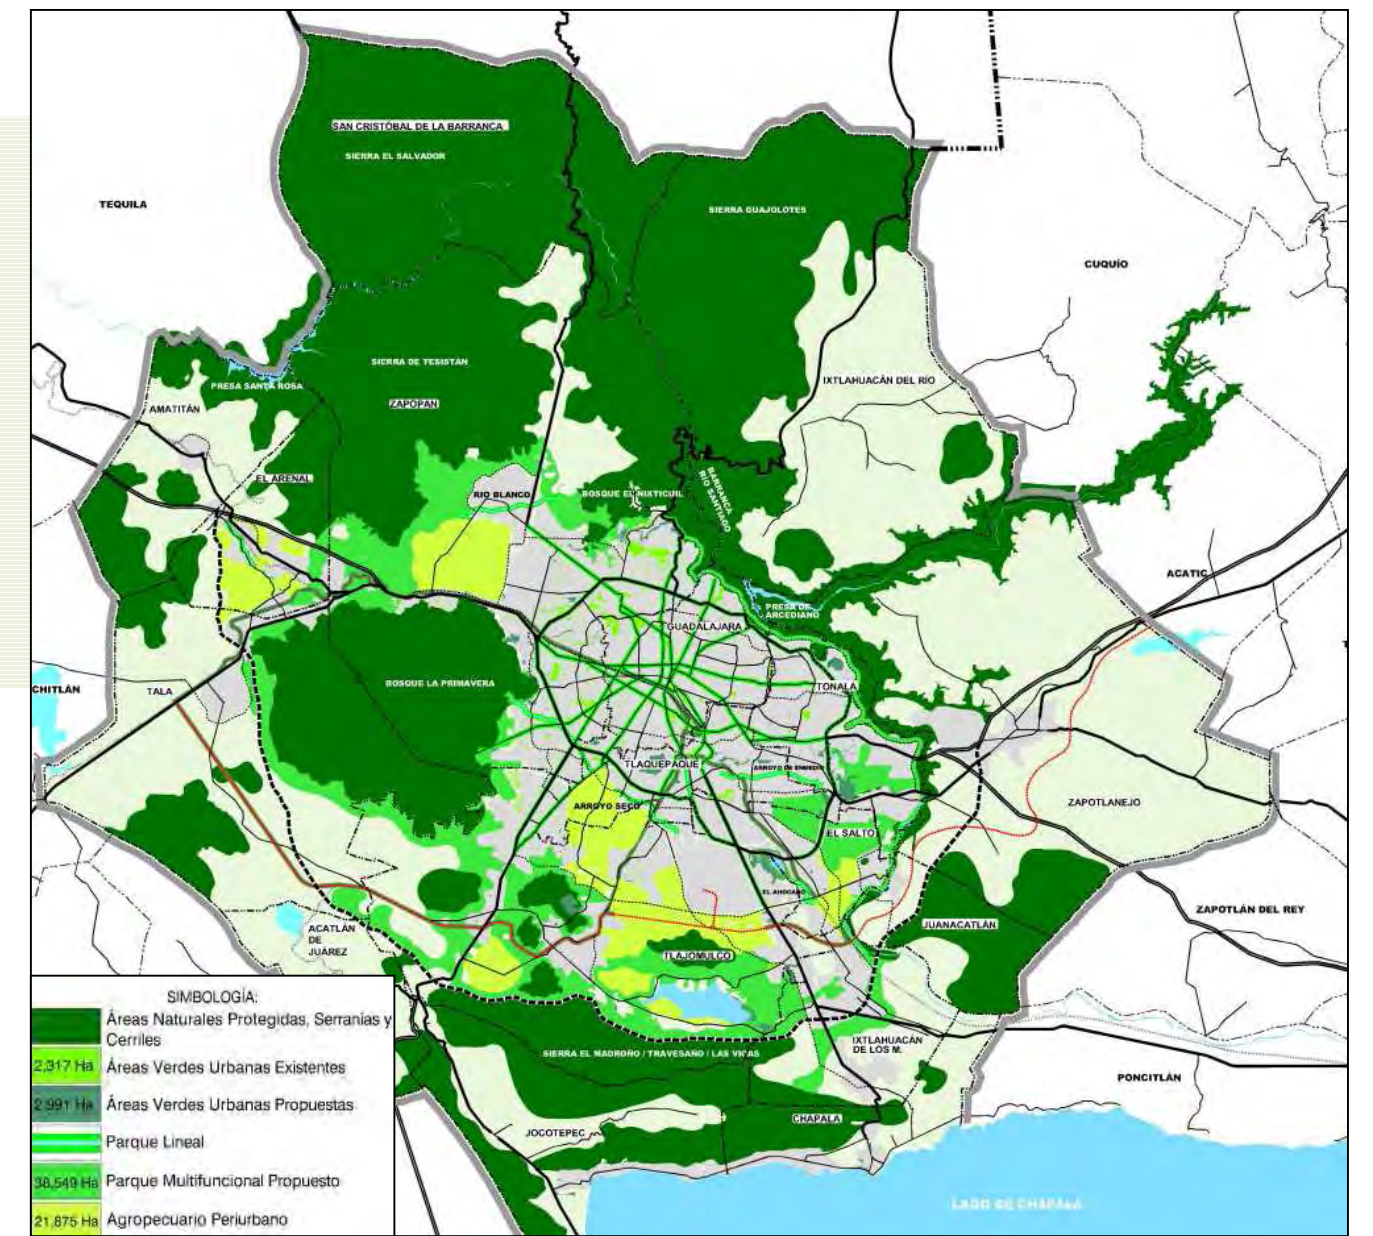 SAN CRISTÓBAL DE LA BARRANCA
SIERRA EL SALVADOR
TEQUILA
SIERRA GUAJOLOTES
CUQUÍO
SIERRA DE TESISTÁN
PRESA SANTA ROSA
IXTLAHUACÁN DEL RÍO
ZAPOPAN
AMATITÁN
EL ARENAL
RIO BLANCO
BOSQUE EL NIXTICUIL
BARRANCA
RÍO SANTIAGO
ACATIC
PRESA DE
ARCEDIANO
GUADALAJARA
BOSQUE LA PRIMAVERA
TONALA
CHITLÁN
TALA
TLAQUEPAQUE
ARROYO DE ENMEDIO
ARROYO SECO
ZAPOTLANEJO
EL SALTO
EL AHOGADO
ZAPOTLÁN DEL REY
JUANACATLÁN
ACATLÁN
DE
JUÁREZ
TLAJOMULCO
IXTLAHUACÁN
DE LOS M.
SIERRA EL MADROÑO / TRAVESAÑO / LAS VIGAS
PONCITLÁN
CHAPALA
JOCOTEPEC
LAGO DE CHAPALA
SIMBOLOGÍA:
Áreas Naturales Protegidas, Serranías y
Cerriles
2,317 Ha Áreas Verdes Urbanas Existentes
2,991 Ha Áreas Verdes Urbanas Propuestas
Parque Lineal
38,549 Ha Parque Multifuncional Propuesto
21,875 Ha Agropecuario Periurbano